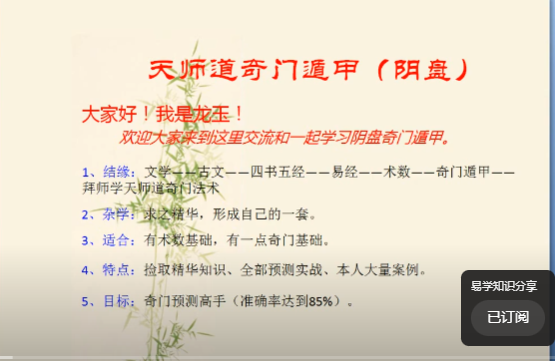 天师道奇门遁甲（阴盘）
大家好！我是龙玉！
欢迎大家来到这里交流和一起学习阴盘奇门遁甲。
1、结缘：文学——古文——四书五经——易经——术数——奇门遁甲——
拜师学天师道奇门法术
2、杂学：求之精华，形成自己的一套。
3、适合：有术数基础，有一点奇门基础。
4、特点：捡取精华知识、全部预测实战、本人大量案例。
5、目标：奇门预测高手（准确率达到85%）。
易学知识分享
已订阅